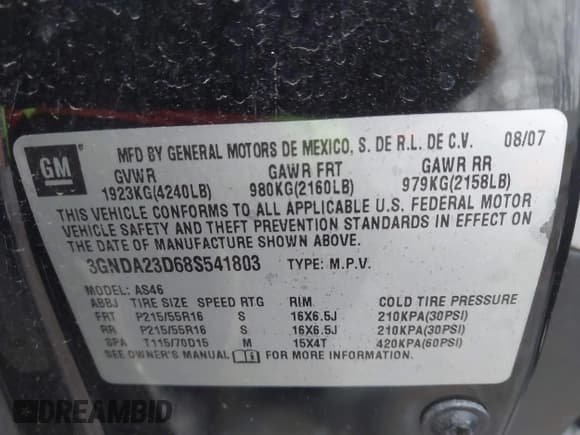 GM
MFD BY GENERAL MOTORS DE MEXICO, S. DE R.L. DE C.V. 08/07
GVWR GAWR FRT GAWR RR
1923KG(4240LB) 980KG(2160LB) 979KG(2158LB)
THIS VEHICLE CONFORMS TO ALL APPLICABLE U.S. FEDERAL MOTOR
VEHICLE SAFETY AND THEFT PREVENTION STANDARDS IN EFFECT ON
THE DATE OF MANUFACTURE SHOWN ABOVE.
3GNDA23D68S541803 TYPE: M.P.V.
MODEL: AS46
ABBJ TIRE SIZE SPEED RTG RIM COLD TIRE PRESSURE
FRT P215/55R16 S 16X6.5J 210KPA(30PSI)
RR P215/55R16 S 16X6.5J 210KPA(30PSI)
SPA T115/70D15 M 15X4T 420KPA(60PSI)
SEE OWNER'S MANUAL FOR MORE INFORMATION.
DREAMBID